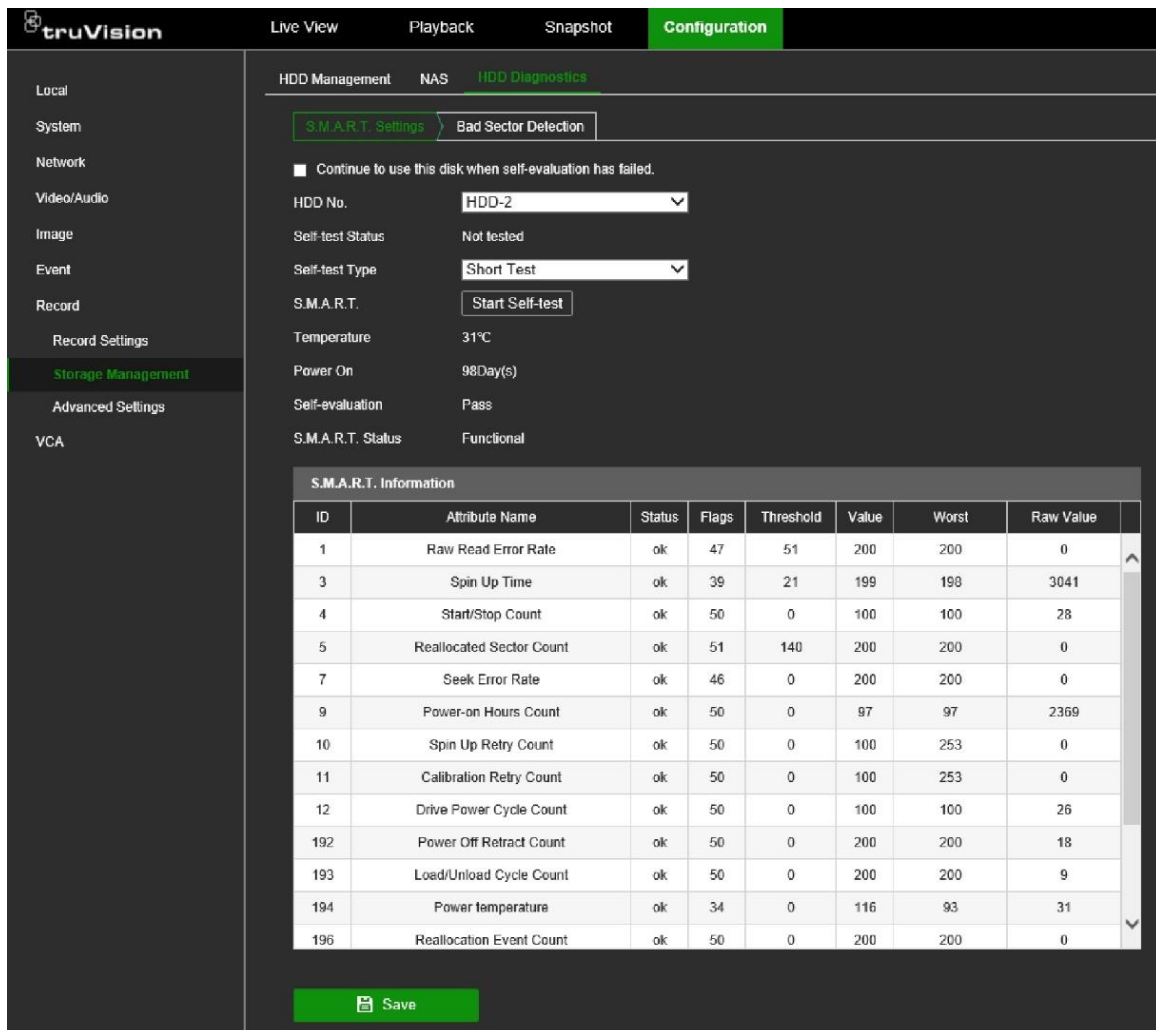 truVision Live View Playback Snapshot Configuration
Local
System
Network
Video/Audio
Image
Event
Record
Record Settings
Storage Management
Advanced Settings
VCA
HDD Management NAS HDD Diagnostics
S.M.A.R.T. Settings Bad Sector Detection
Continue to use this disk when self-evaluation has failed.
HDD No. HDD-2
Self-test Status Not tested
Self-test Type Short Test
S.M.A.R.T. Start Self-test
Temperature 31℃
Power On 98Day(s)
Self-evaluation Pass
S.M.A.R.T. Status Functional
S.M.A.R.T. Information
ID Attribute Name Status Flags Threshold Value Worst Raw Value
1 Raw Read Error Rate ok 47 51 200 200 0
3 Spin Up Time ok 39 21 199 198 3041
4 Start/Stop Count ok 50 0 100 100 28
5 Reallocated Sector Count ok 51 140 200 200 0
7 Seek Error Rate ok 46 0 200 200 0
9 Power-on Hours Count ok 50 0 97 97 2369
10 Spin Up Retry Count ok 50 0 100 253 0
11 Calibration Retry Count ok 50 0 100 253 0
12 Drive Power Cycle Count ok 50 0 100 100 26
192 Power Off Retract Count ok 50 0 200 200 18
193 Load/Unload Cycle Count ok 50 0 200 200 9
194 Power temperature ok 34 0 116 93 31
196 Reallocation Event Count ok 50 0 200 200 0
Save